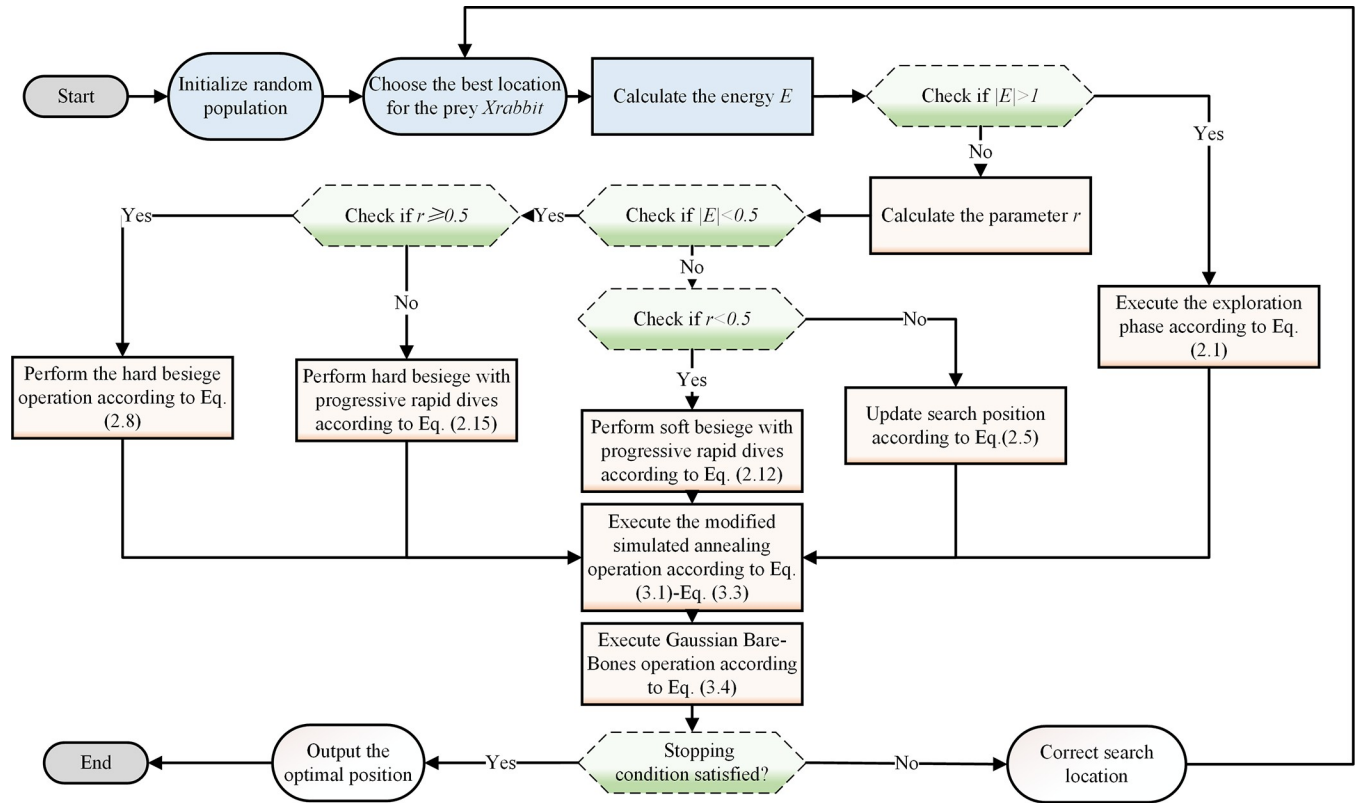 Start
Initialize random
population
Choose the best location
for the prey Xrabbit
Calculate the energy E
Check if |E|>1
Yes
No
Calculate the parameter r
Check if |E|<0.5
Yes
Check if r⩾0.5
Yes
No
No
Check if r<0.5
No
Yes
Execute the exploration
phase according to Eq.
(2.1)
Perform the hard besiege
operation according to Eq.
(2.8)
Perform hard besiege with
progressive rapid dives
according to Eq. (2.15)
Perform soft besiege with
progressive rapid dives
according to Eq. (2.12)
Update search position
according to Eq.(2.5)
Execute the modified
simulated annealing
operation according to Eq.
(3.1)-Eq. (3.3)
Execute Gaussian Bare-
Bones operation according
to Eq. (3.4)
Stopping
condition satisfied?
Yes
No
Output the
optimal position
End
Correct search
location